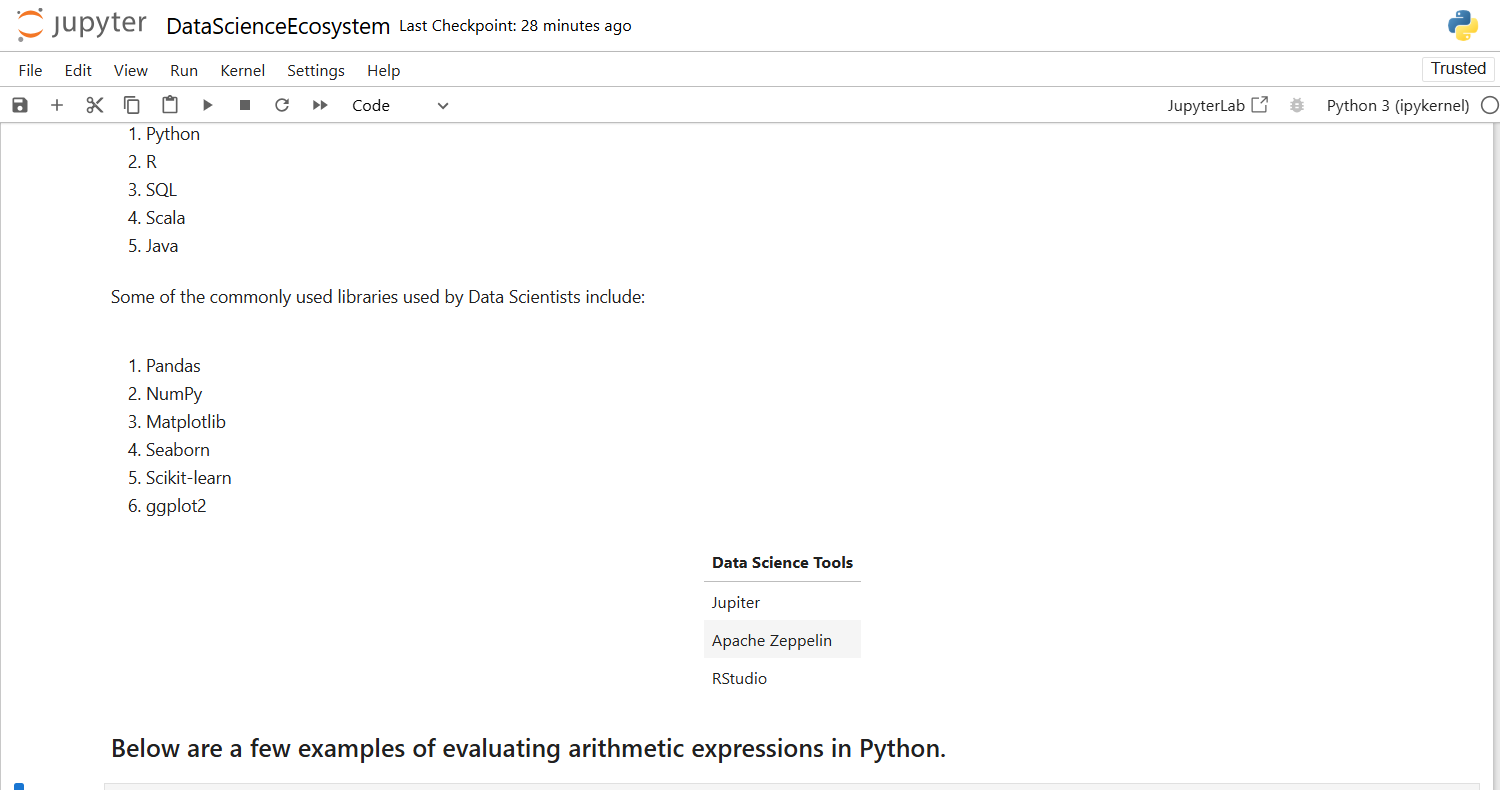 jupyter DataScienceEcosystem Last Checkpoint: 28 minutes ago
File Edit View Run Kernel Settings Help Trusted
Code JupyterLab Python 3 (ipykernel)
1. Python
2. R
3. SQL
4. Scala
5. Java
Some of the commonly used libraries used by Data Scientists include:
1. Pandas
2. NumPy
3. Matplotlib
4. Seaborn
5. Scikit-learn
6. ggplot2
Data Science Tools
Jupiter
Apache Zeppelin
RStudio
Below are a few examples of evaluating arithmetic expressions in Python.